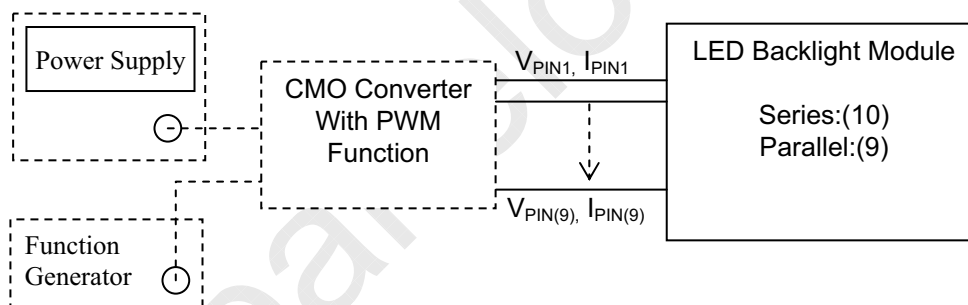 Power Supply
CMO Converter
With PWM
Function
Function
Generator
VPIN1, IPIN1
VPIN(9), IPIN(9)
LED Backlight Module
Series:(10)
Parallel:(9)